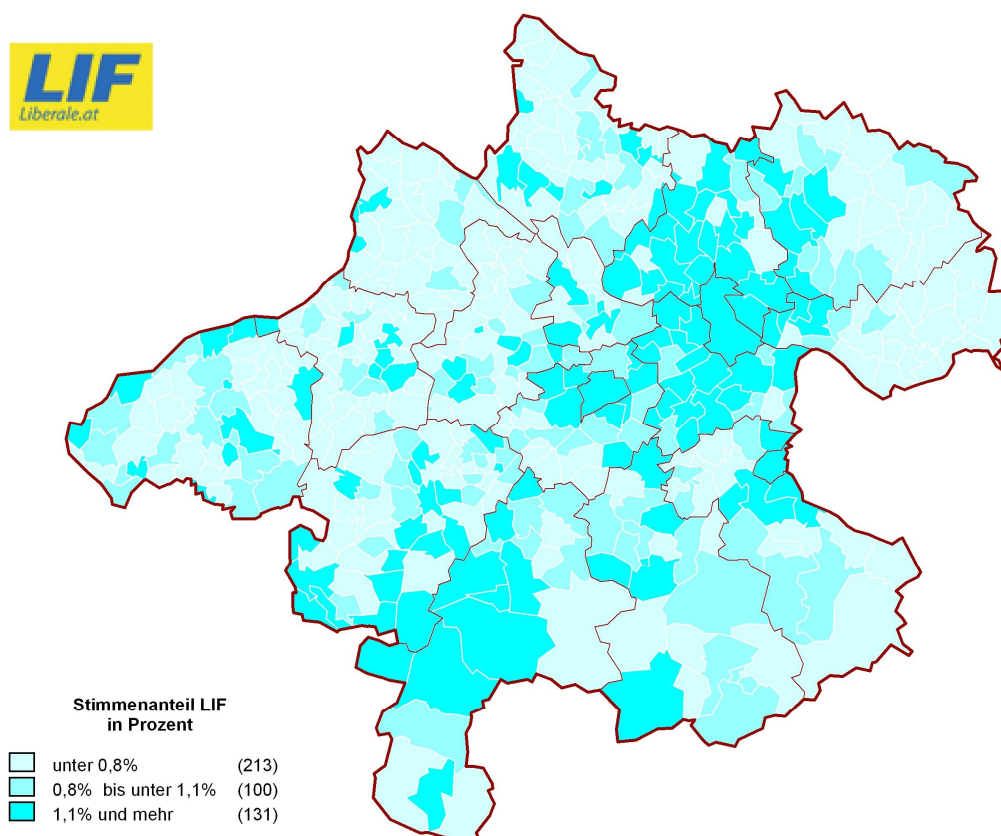 LIF
Liberale.at
Stimmenanteil LIF
in Prozent
unter 0,8% (213)
0,8% bis unter 1,1% (100)
1,1% und mehr (131)